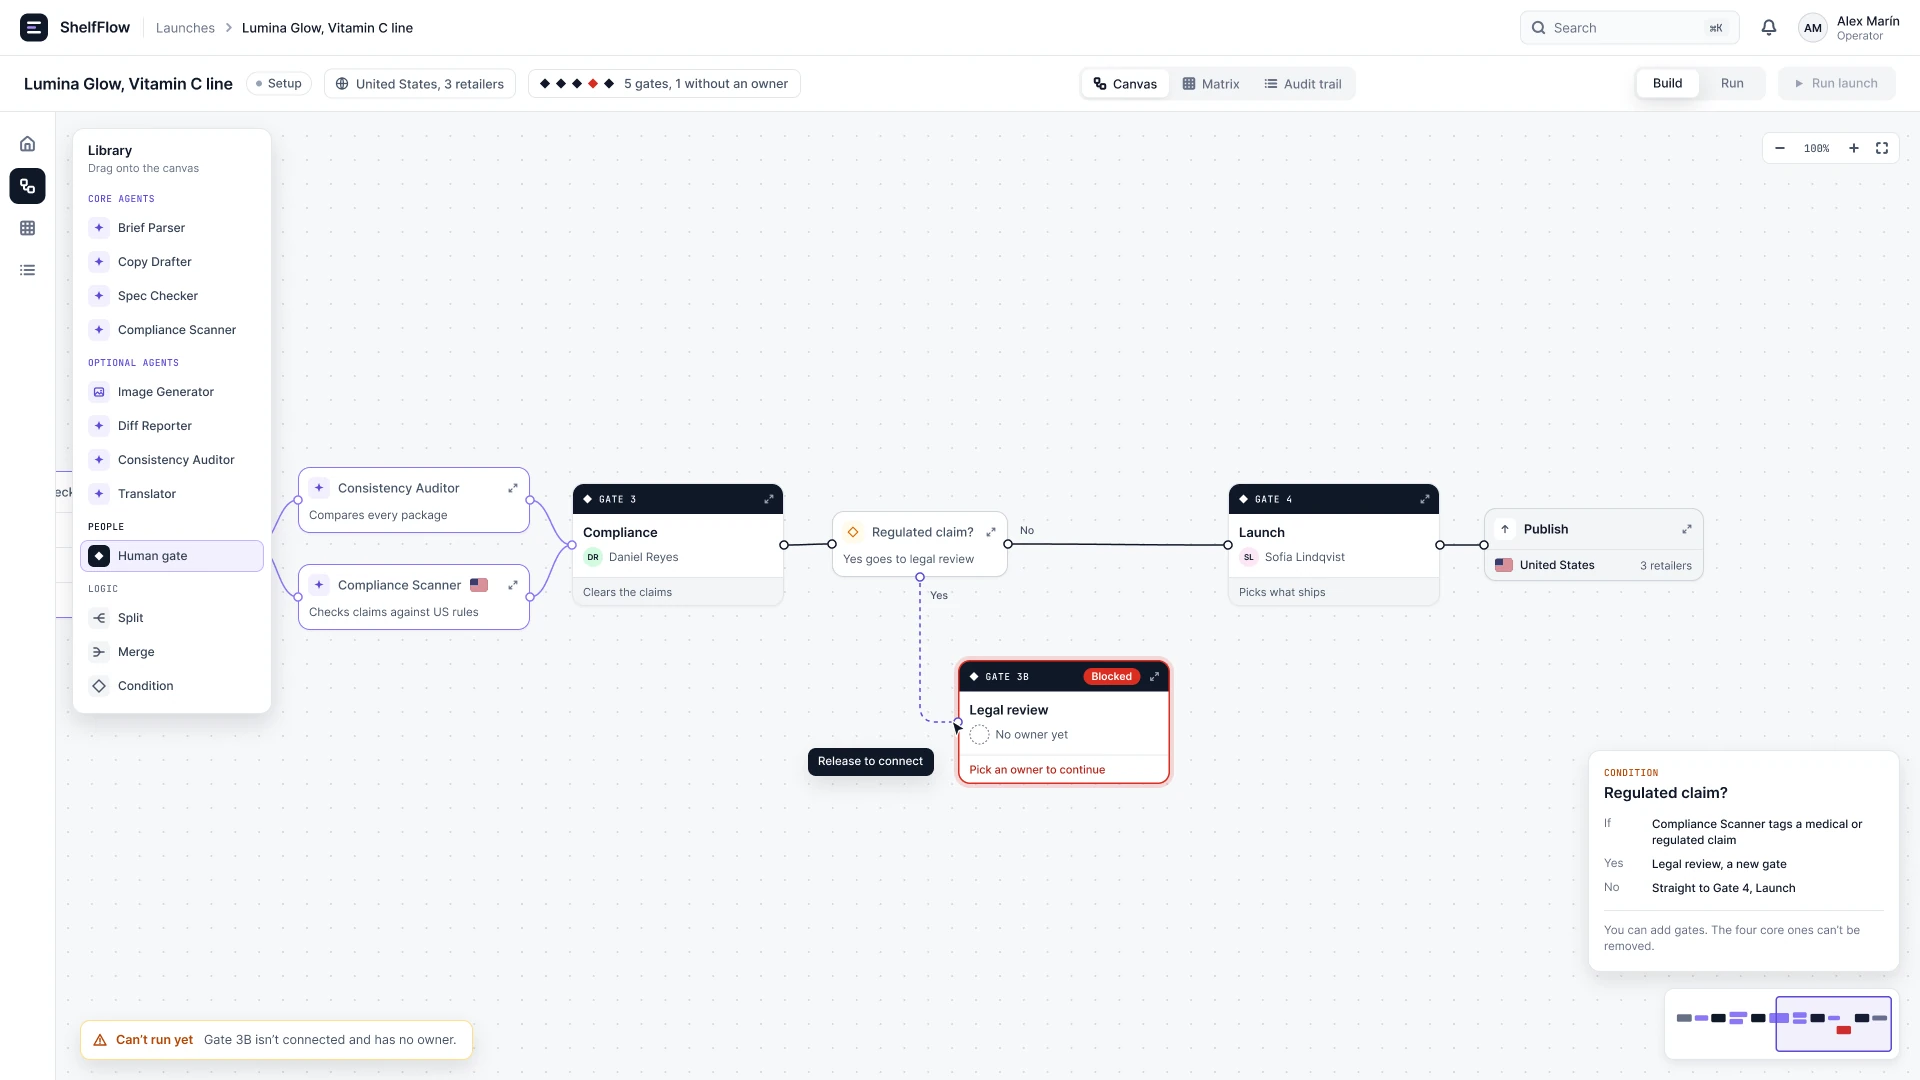 ShelfFlow
Launches
Lumina Glow, Vitamin C line
Search
⌘K
AM
Alex Marín
Operator
Lumina Glow, Vitamin C line
Setup
United States, 3 retailers
5 gates, 1 without an owner
Canvas
Matrix
Audit trail
Build
Run
Run launch
100%
Library
Drag onto the canvas
CORE AGENTS
Brief Parser
Copy Drafter
Spec Checker
Compliance Scanner
OPTIONAL AGENTS
Image Generator
Diff Reporter
Consistency Auditor
Translator
PEOPLE
Human gate
LOGIC
Split
Merge
Condition
Consistency Auditor
Compares every package
Compliance Scanner
Checks claims against US rules
GATE 3
Compliance
DR
Daniel Reyes
Clears the claims
Regulated claim?
Yes goes to legal review
No
Yes
GATE 4
Launch
SL
Sofia Lindqvist
Picks what ships
Publish
United States
3 retailers
GATE 3B
Blocked
Legal review
No owner yet
Pick an owner to continue
Release to connect
CONDITION
Regulated claim?
If
Compliance Scanner tags a medical or
regulated claim
Yes
Legal review, a new gate
No
Straight to Gate 4, Launch
You can add gates. The four core ones can't be
removed.
Can't run yet
Gate 3B isn't connected and has no owner.